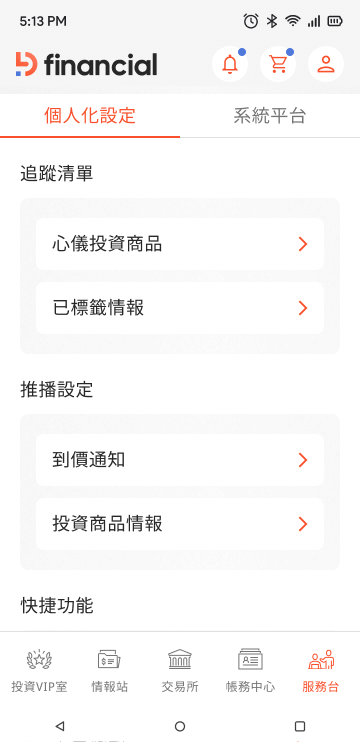 5:13 PM
financial
個人化設定
系統平台
追蹤清單
心儀投資商品
已標籤情報
推播設定
到價通知
投資商品情報
快捷功能
投資VIP室
情報站
交易所
帳務中心
服務台